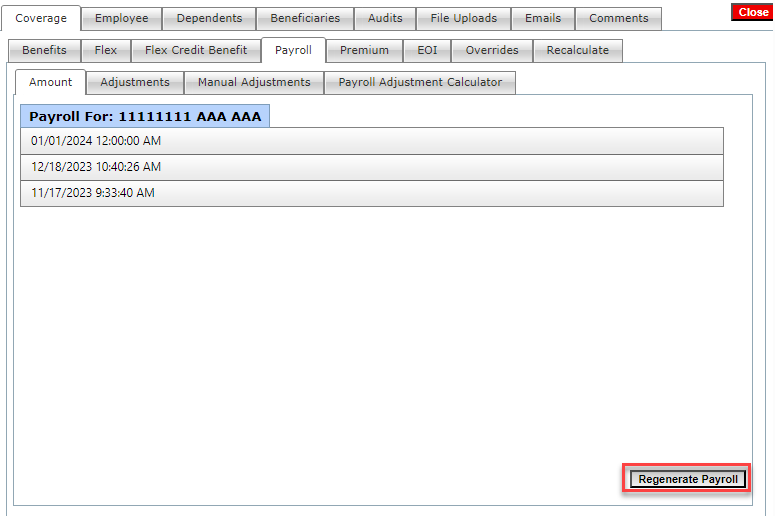 Coverage Employee Dependents Beneficiaries Audits File Uploads Emails Comments Close
Benefits Flex Flex Credit Benefit Payroll Premium EOI Overrides Recalculate
Amount Adjustments Manual Adjustments Payroll Adjustment Calculator
Payroll For: 11111111 AAA AAA
01/01/2024 12:00:00 AM
12/18/2023 10:40:26 AM
11/17/2023 9:33:40 AM
Regenerate Payroll